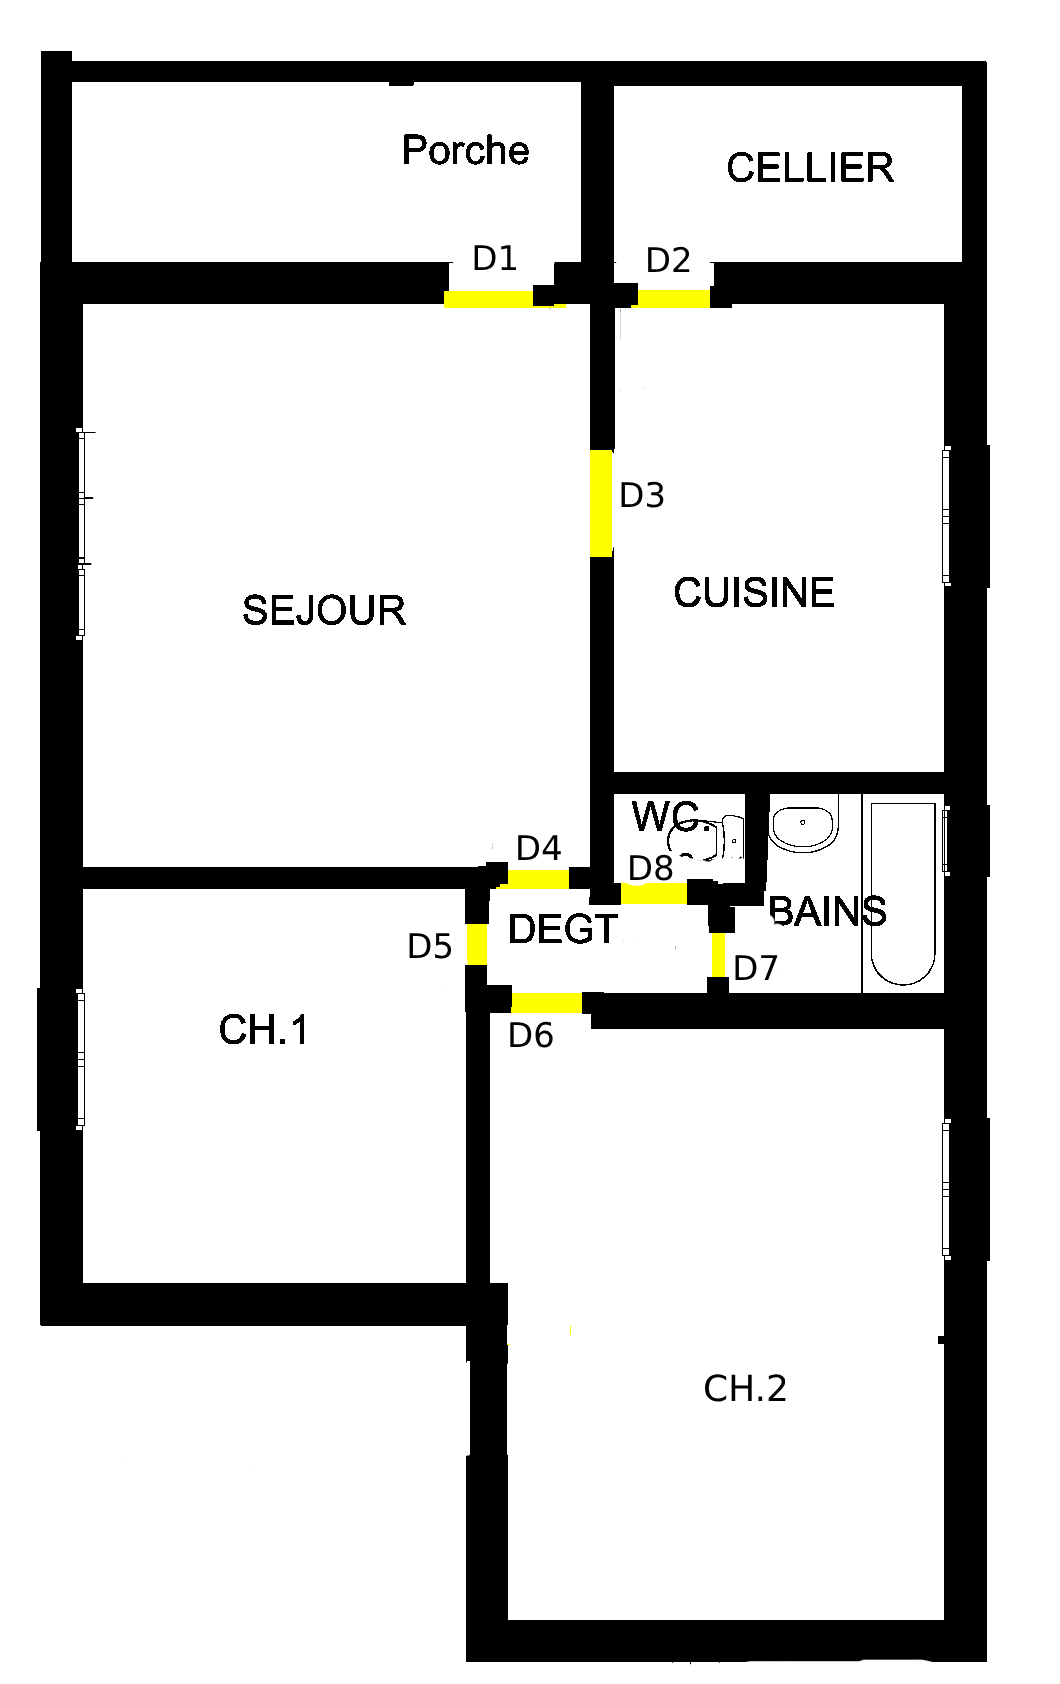 Porche
CELLIER
D1
D2
D3
CUISINE
SEJOUR
WC.
D4
D8
BAINS
DEGT
D5
D7
CH.1
D6
CH.2